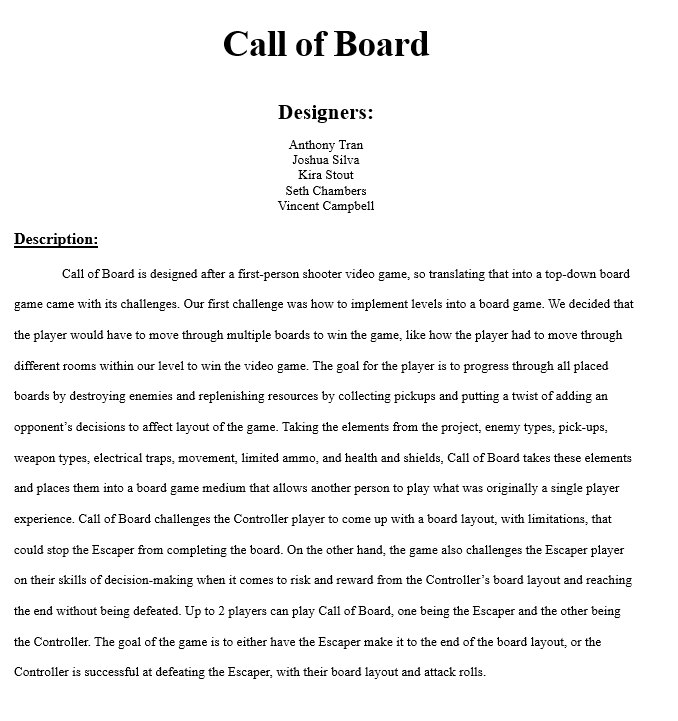 Call of Board
Designers:
Anthony Tran
Joshua Silva
Kira Stout
Seth Chambers
Vincent Campbell
Description:
Call of Board is designed after a first-person shooter video game, so translating that into a top-down board
game came with its challenges. Our first challenge was how to implement levels into a board game. We decided that
the player would have to move through multiple boards to win the game, like how the player had to move through
different rooms within our level to win the video game. The goal for the player is to progress through all placed
boards by destroying enemies and replenishing resources by collecting pickups and putting a twist of adding an
opponent’s decisions to affect layout of the game. Taking the elements from the project, enemy types, pick-ups,
weapon types, electrical traps, movement, limited ammo, and health and shields, Call of Board takes these elements
and places them into a board game medium that allows another person to play what was originally a single player
experience. Call of Board challenges the Controller player to come up with a board layout, with limitations, that
could stop the Escaper from completing the board. On the other hand, the game also challenges the Escaper player
on their skills of decision-making when it comes to risk and reward from the Controller’s board layout and reaching
the end without being defeated. Up to 2 players can play Call of Board, one being the Escaper and the other being
the Controller. The goal of the game is to either have the Escaper make it to the end of the board layout, or the
Controller is successful at defeating the Escaper, with their board layout and attack rolls.